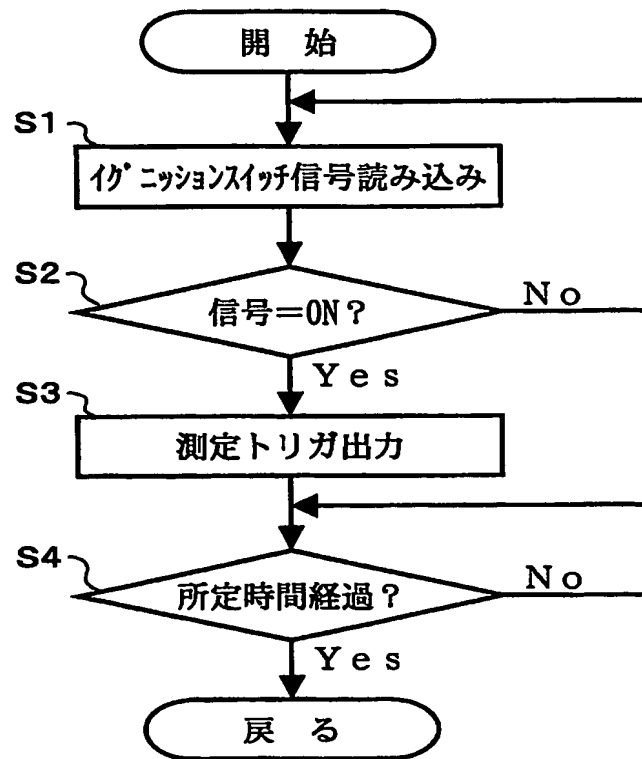 開 始
S1
イグニッションスイッチ信号読み込み
S2
信号=ON?
No
Yes
S3
測定トリガ出力
S4
所定時間経過?
No
Yes
戻 る